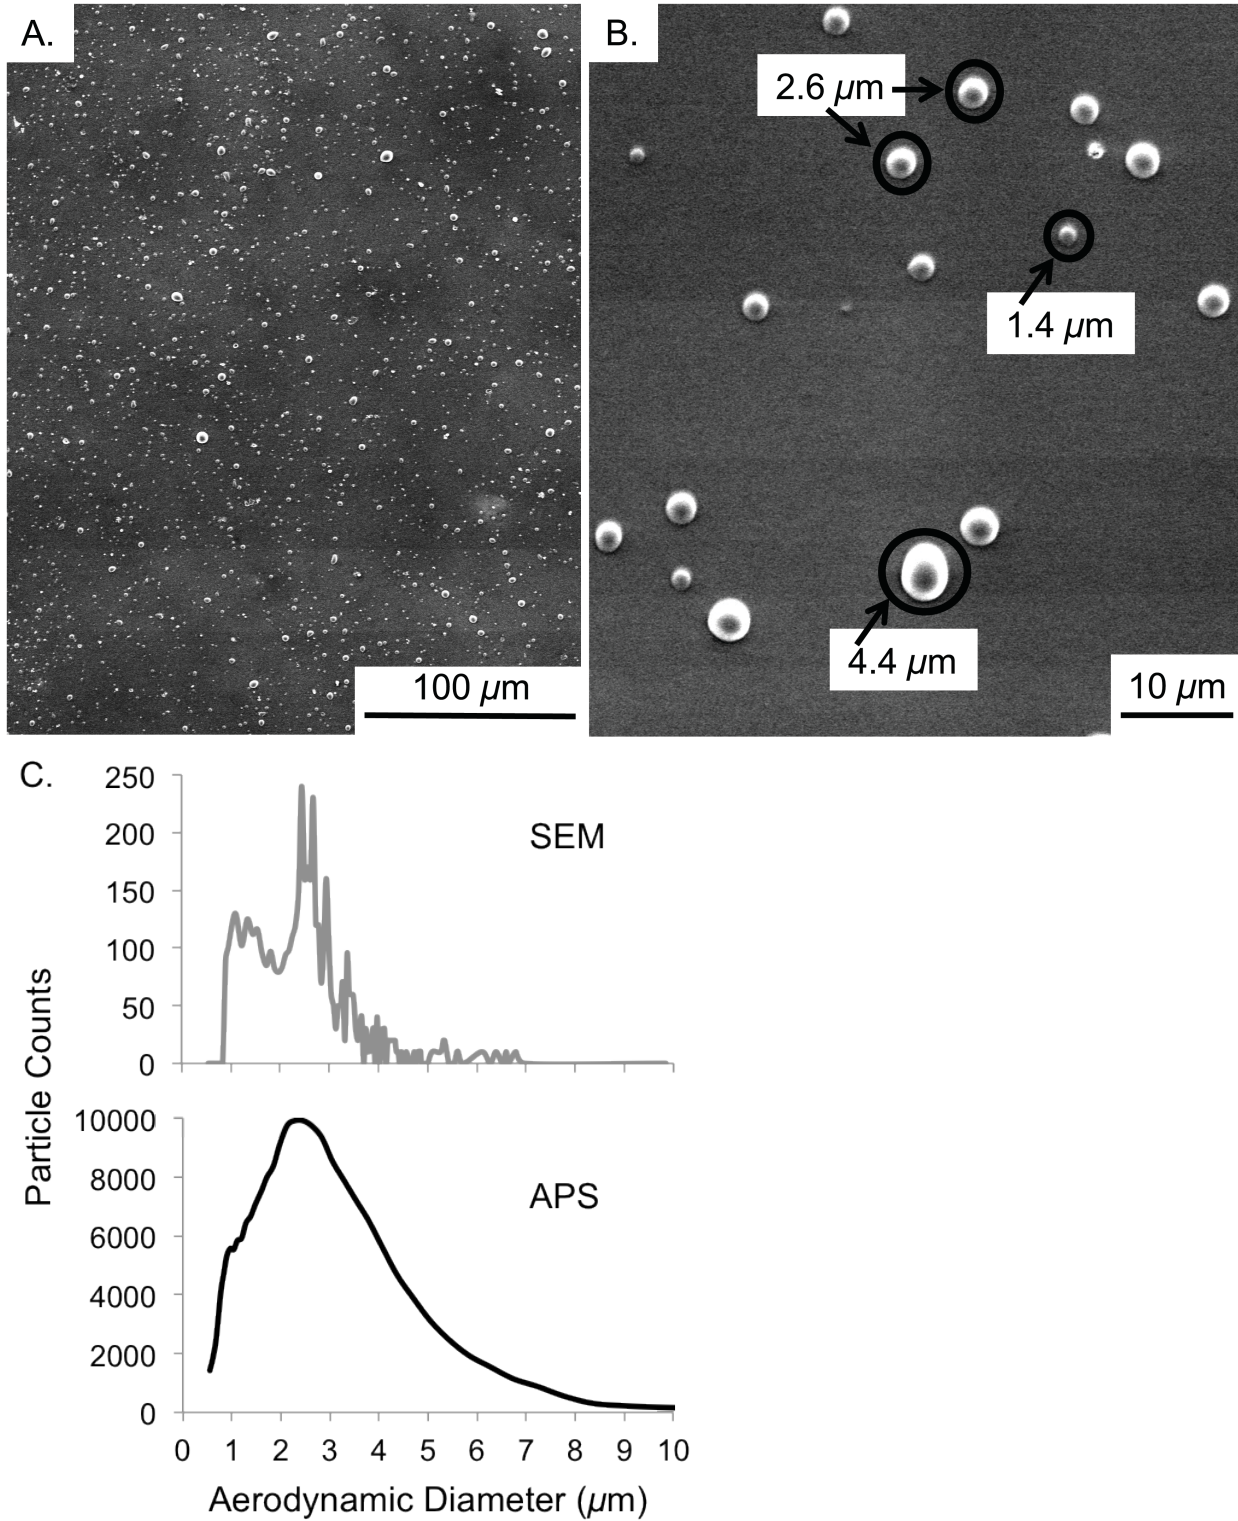 A.
B.
2.6 µm
1.4 µm
4.4 µm
100 µm
10 µm
C.
250
200
150
100
50
0
SEM
Particle Counts
10000
8000
6000
4000
2000
0
APS
0 1 2 3 4 5 6 7 8 9 10
Aerodynamic Diameter (µm)